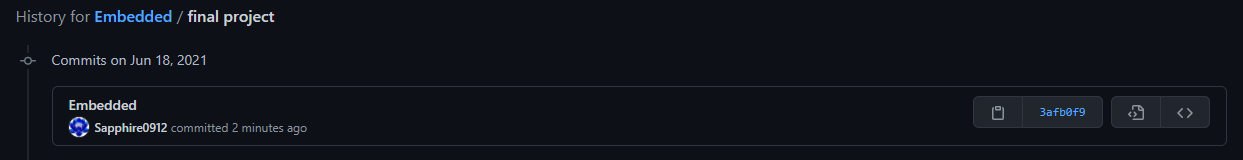 History for Embedded / final project
Commits on Jun 18, 2021
Embedded
3afb0f9
Sapphire0912 committed 2 minutes ago